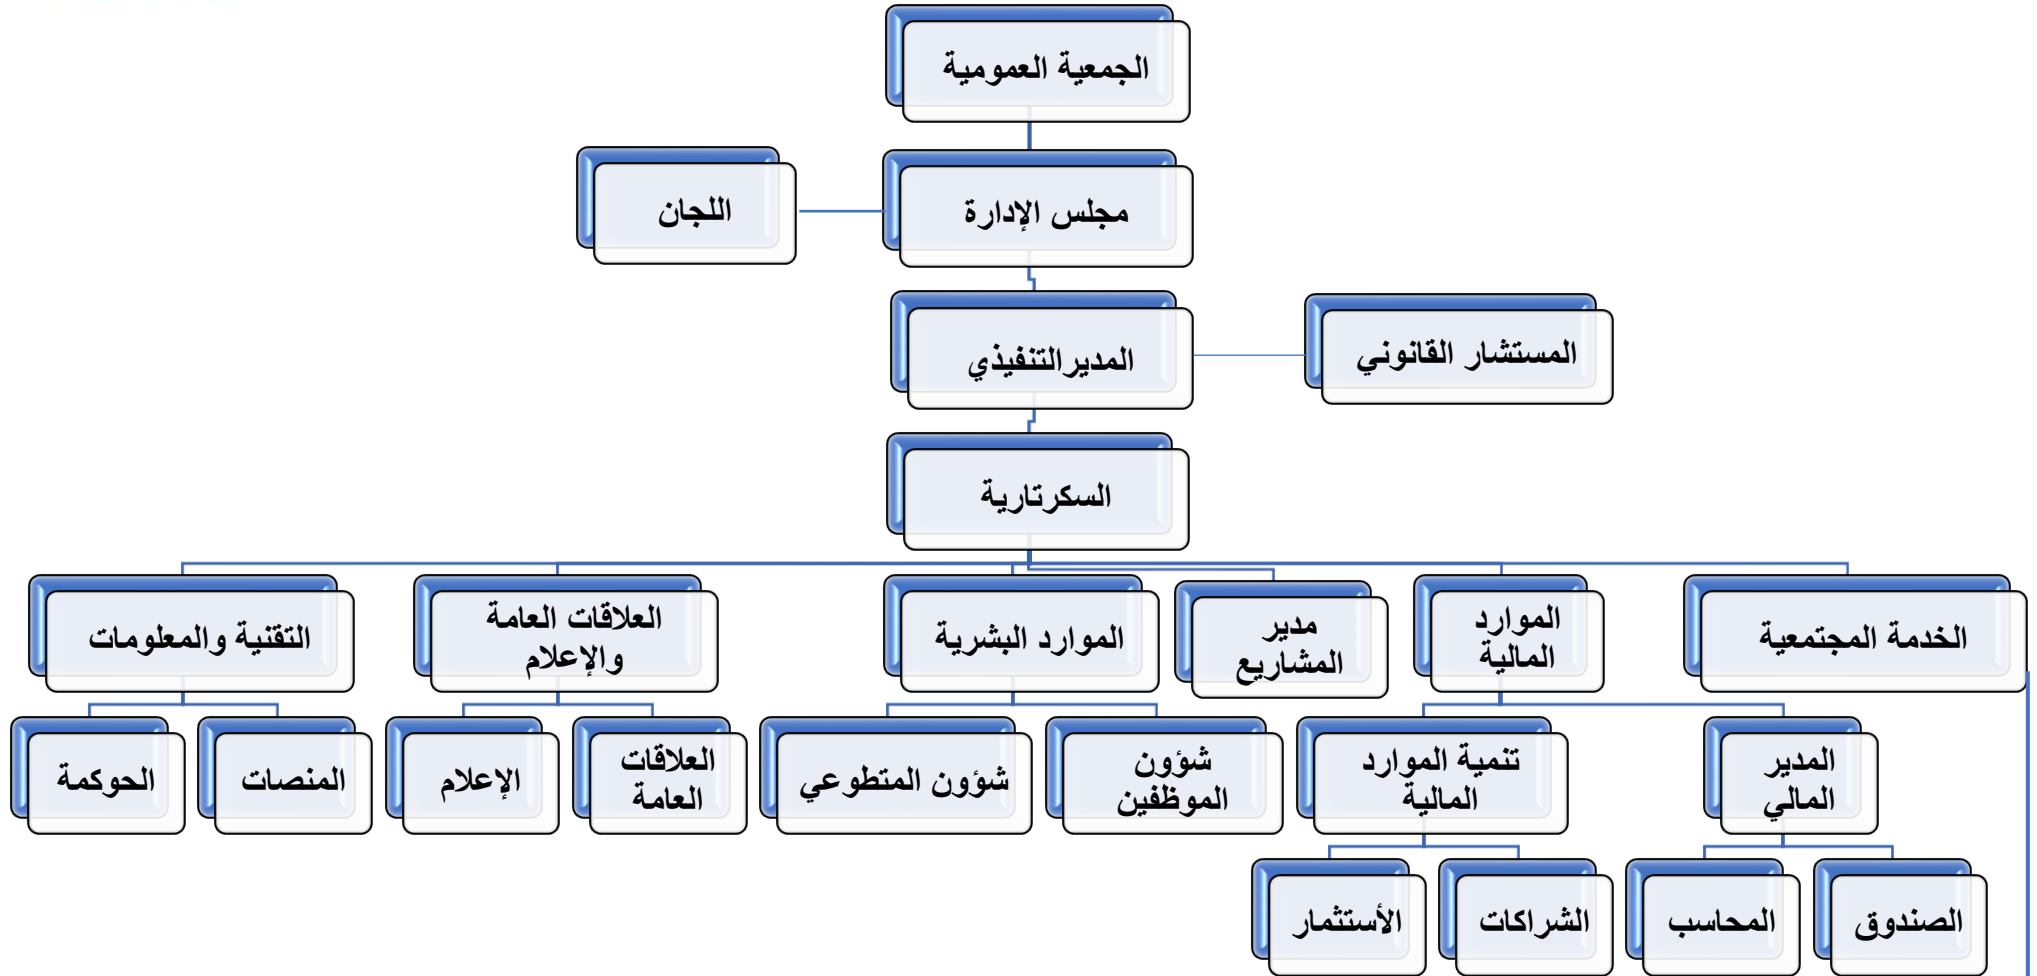 الجمعية العمومية
مجلس الإدارة
اللجان
المديرالتنفيذي
المستشار القانوني
السكرتارية
الخدمة المجتمعية
الموارد
المالية
مدير
المشاريع
الموارد البشرية
العلاقات العامة
والإعلام
التقنية والمعلومات
المدير
المالي
تنمية الموارد
المالية
شؤون
الموظفين
شؤون المتطوعي
العلاقات
العامة
الإعلام
المنصات
الحوكمة
الصندوق
المحاسب
الشراكات
الأستثمار